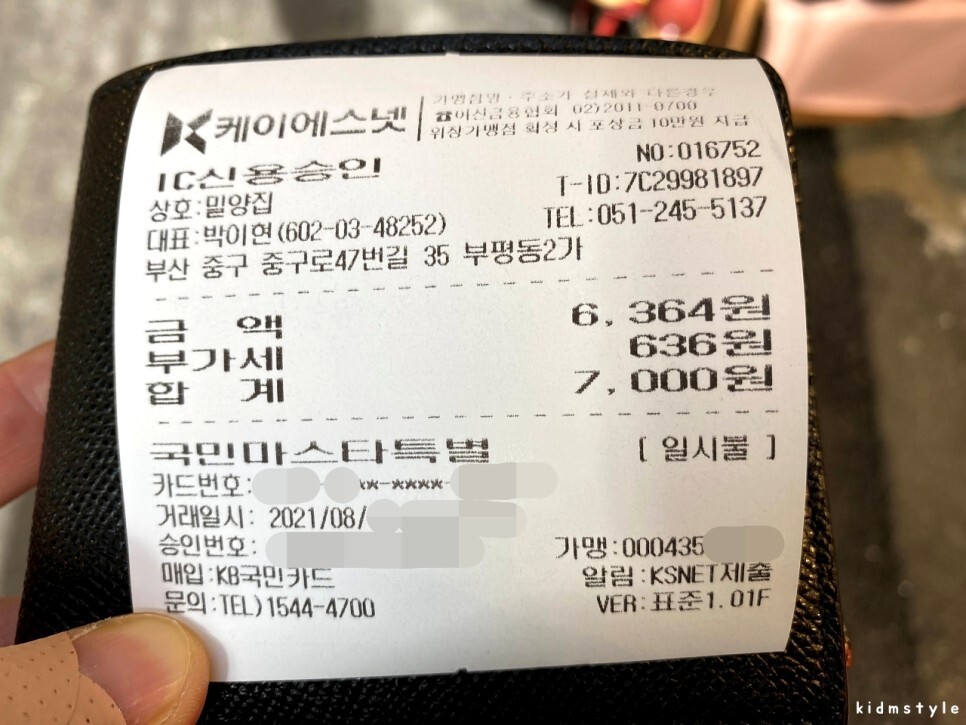 케이에스넷
가맹점명·주소가 실제와 다른경우
☎여신금융협회 02)2011-0700
위장가맹점 확정 시 포상금 10만원 지급
IC신용승인
NO:016752
상호:밀양집
T-ID:7C29981897
대표:박이현(602-03-48252)
TEL:051-245-5137
부산 중구 중구로47번길 35 부평동2가
금 액 6,364원
부가세 636원
합 계 7,000원
국민마스타특별 [ 일시불 ]
카드번호: **-****-
거래일시: 2021/08/
승인번호:
가맹:000435
매입:KB국민카드
알림:KSNET제출
문의:TEL)1544-4700
VER:표준1.01F
kidmstyle